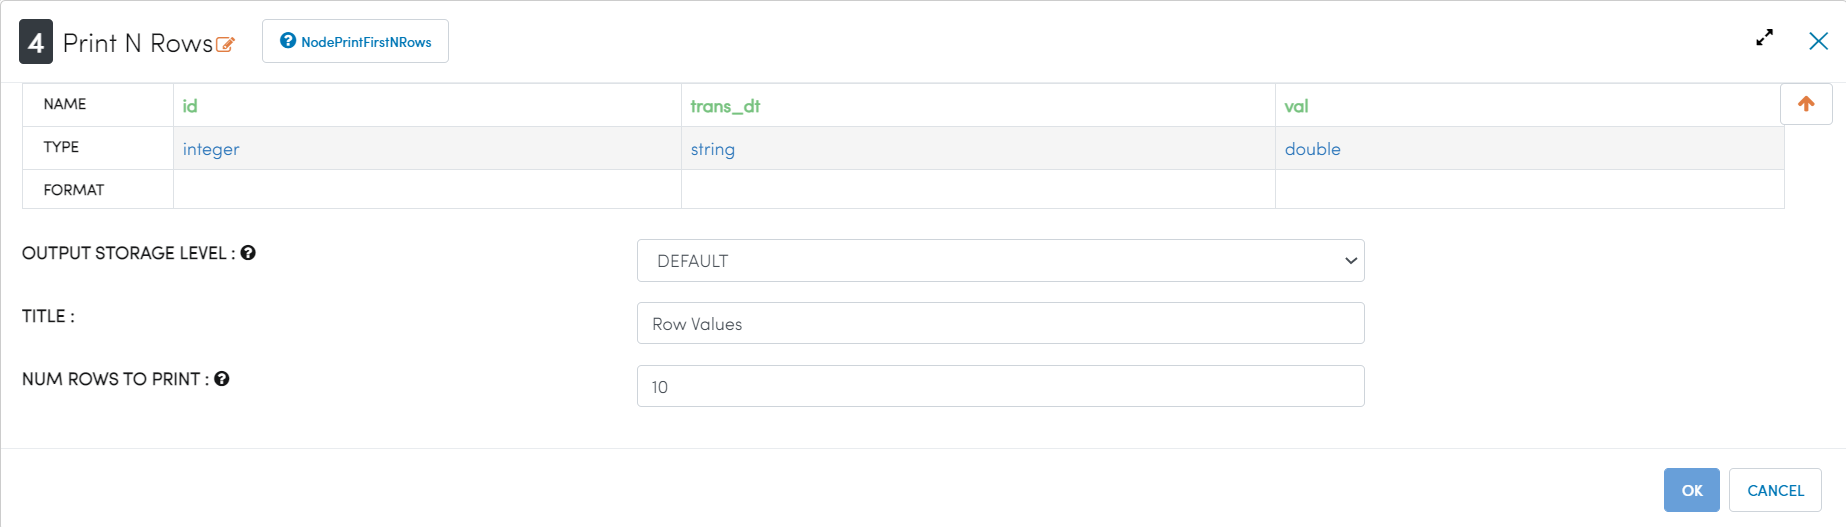 4 Print N Rows NodePrintFirstNRows
NAME id trans_dt val
TYPE integer string double
FORMAT
OUTPUT STORAGE LEVEL : DEFAULT
TITLE : Row Values
NUM ROWS TO PRINT : 10
OK CANCEL